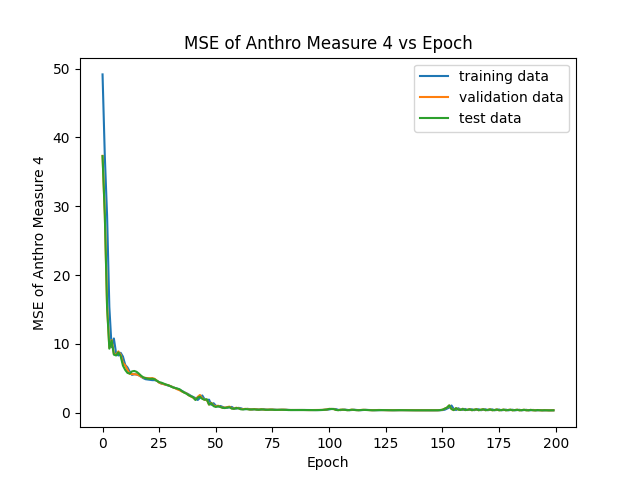 MSE of Anthro Measure 4 vs Epoch
training data
validation data
test data
MSE of Anthro Measure 4
50
40
30
20
10
0
0 25 50 75 100 125 150 175 200
Epoch